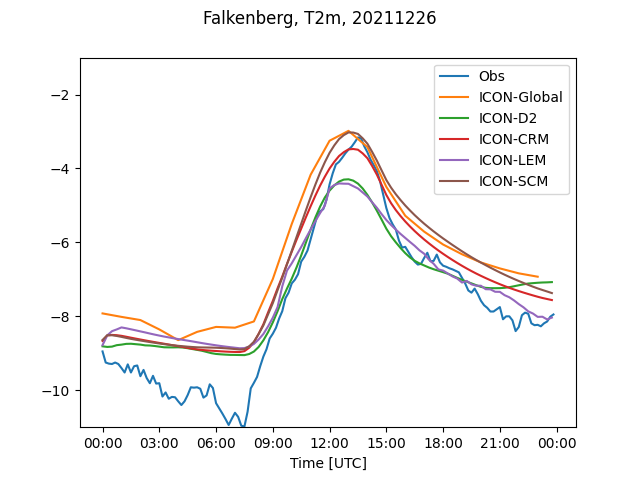 Falkenberg, T2m, 20211226
Obs
ICON-Global
ICON-D2
ICON-CRM
ICON-LEM
ICON-SCM
−2
−4
−6
−8
−10
00:00 03:00 06:00 09:00 12:00 15:00 18:00 21:00 00:00
Time [UTC]